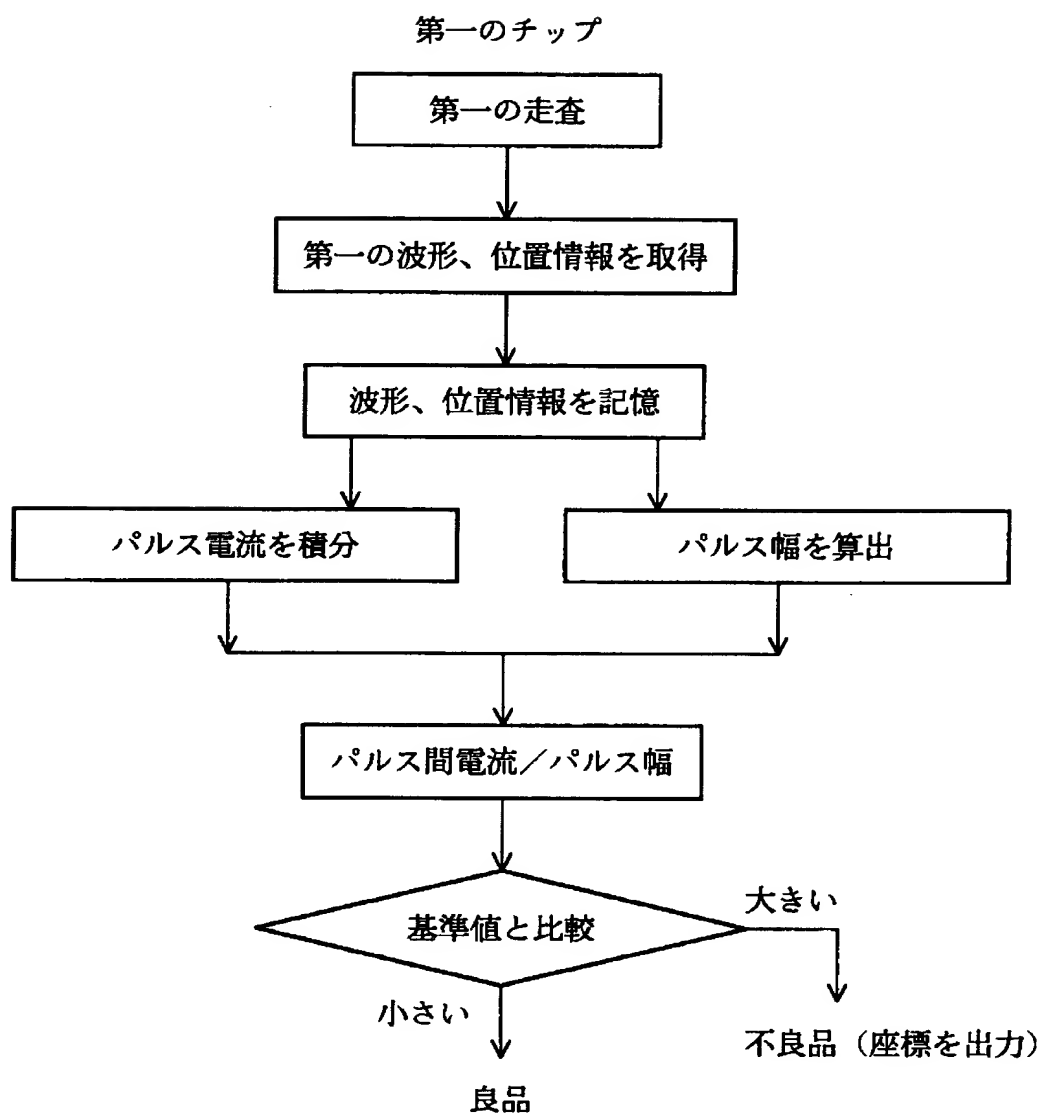 第一のチップ
第一の走査
第一の波形、位置情報を取得
波形、位置情報を記憶
パルス電流を積分
パルス幅を算出
パルス間電流／パルス幅
基準値と比較
大きい
小さい
不良品（座標を出力）
良品